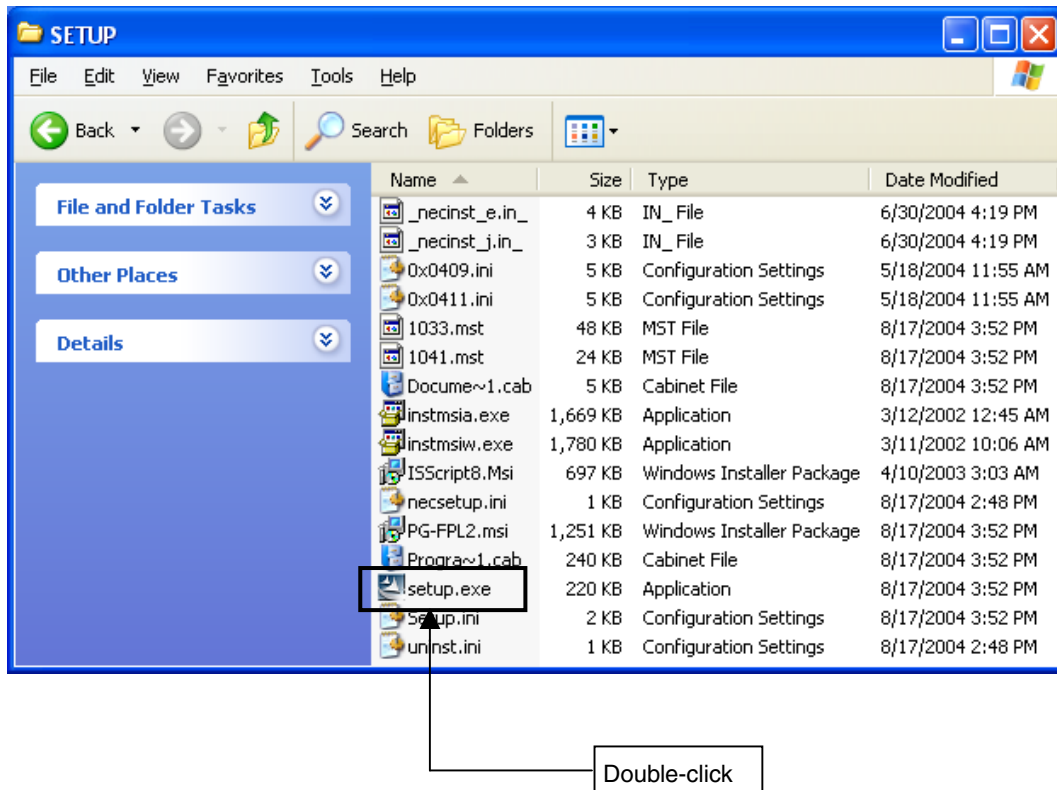 SETUP
File Edit View Favorites Tools Help
Back Search Folders
File and Folder Tasks
Other Places
Details
Name Size Type Date Modified
_necinst_e.in_ 4 KB IN_ File 6/30/2004 4:19 PM
_necinst_j.in_ 3 KB IN_ File 6/30/2004 4:19 PM
0x0409.ini 5 KB Configuration Settings 5/18/2004 11:55 AM
0x0411.ini 5 KB Configuration Settings 5/18/2004 11:55 AM
1033.mst 48 KB MST File 8/17/2004 3:52 PM
1041.mst 24 KB MST File 8/17/2004 3:52 PM
Docume~1.cab 5 KB Cabinet File 8/17/2004 3:52 PM
instmsia.exe 1,669 KB Application 3/12/2002 12:45 AM
instmsiw.exe 1,780 KB Application 3/11/2002 10:06 AM
ISScript8.Msi 697 KB Windows Installer Package 4/10/2003 3:03 AM
necsetup.ini 1 KB Configuration Settings 8/17/2004 2:48 PM
PG-FPL2.msi 1,251 KB Windows Installer Package 8/17/2004 3:52 PM
Progra~1.cab 240 KB Cabinet File 8/17/2004 3:52 PM
setup.exe 220 KB Application 8/17/2004 3:52 PM
Setup.ini 2 KB Configuration Settings 8/17/2004 3:52 PM
uninst.ini 1 KB Configuration Settings 8/17/2004 2:48 PM
Double-click